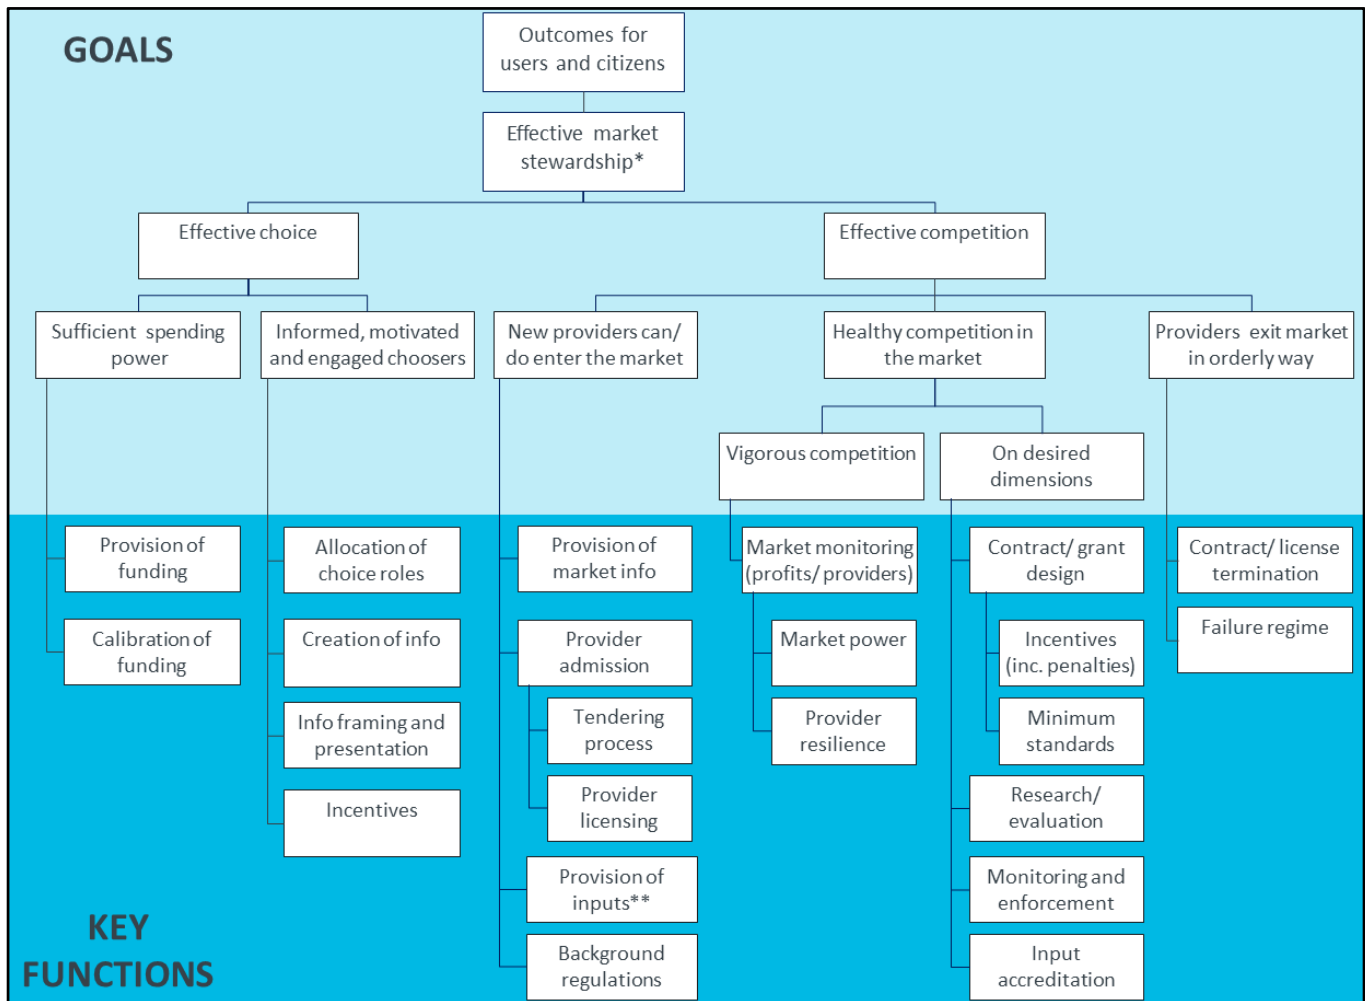 GOALS
Outcomes for
users and citizens
Effective market
stewardship*
Effective choice
Effective competition
Sufficient spending
power
Informed, motivated
and engaged choosers
New providers can/
do enter the market
Healthy competition in
the market
Providers exit market
in orderly way
Vigorous competition
On desired
dimensions
Provision of
funding
Calibration of
funding
Allocation of
choice roles
Creation of info
Info framing and
presentation
Incentives
Provision of
market info
Provider
admission
Tendering
process
Provider
licensing
Provision of
inputs**
Background
regulations
Market monitoring
(profits/ providers)
Market power
Provider
resilience
Contract/ grant
design
Incentives
(inc. penalties)
Minimum
standards
Research/
evaluation
Monitoring and
enforcement
Input
accreditation
Contract/ license
termination
Failure regime
KEY
FUNCTIONS